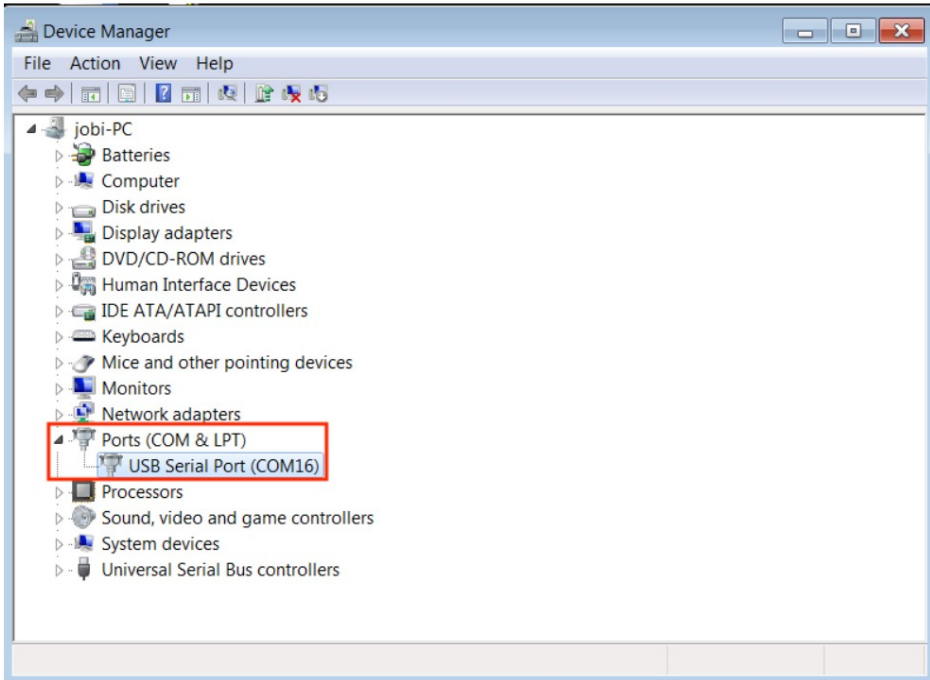 Device Manager
File Action View Help
jobi-PC
Batteries
Computer
Disk drives
Display adapters
DVD/CD-ROM drives
Human Interface Devices
IDE ATA/ATAPI controllers
Keyboards
Mice and other pointing devices
Monitors
Network adapters
Ports (COM & LPT)
USB Serial Port (COM16)
Processors
Sound, video and game controllers
System devices
Universal Serial Bus controllers